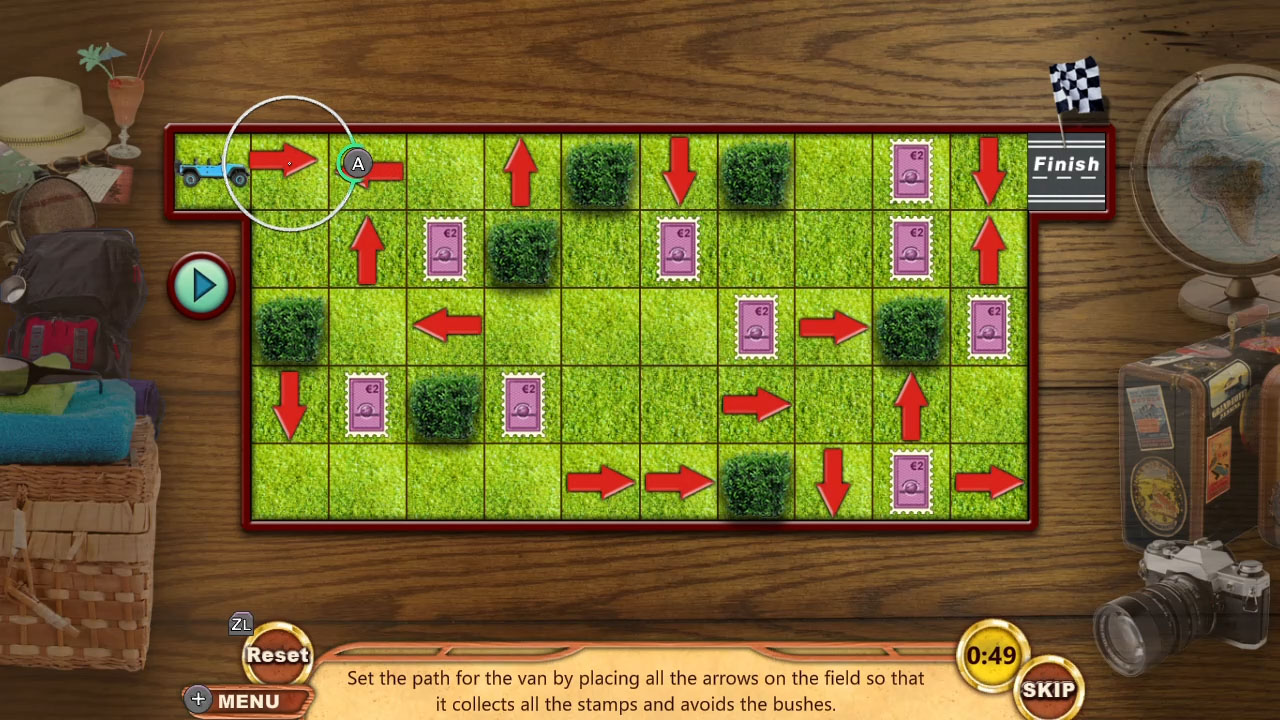 A
€2
Finish
€2
€2
€2
€2
€2
€2
€2
€2
ZL
Reset
+ MENU
Set the path for the van by placing all the arrows on the field so that
it collects all the stamps and avoids the bushes.
0:49
SKIP